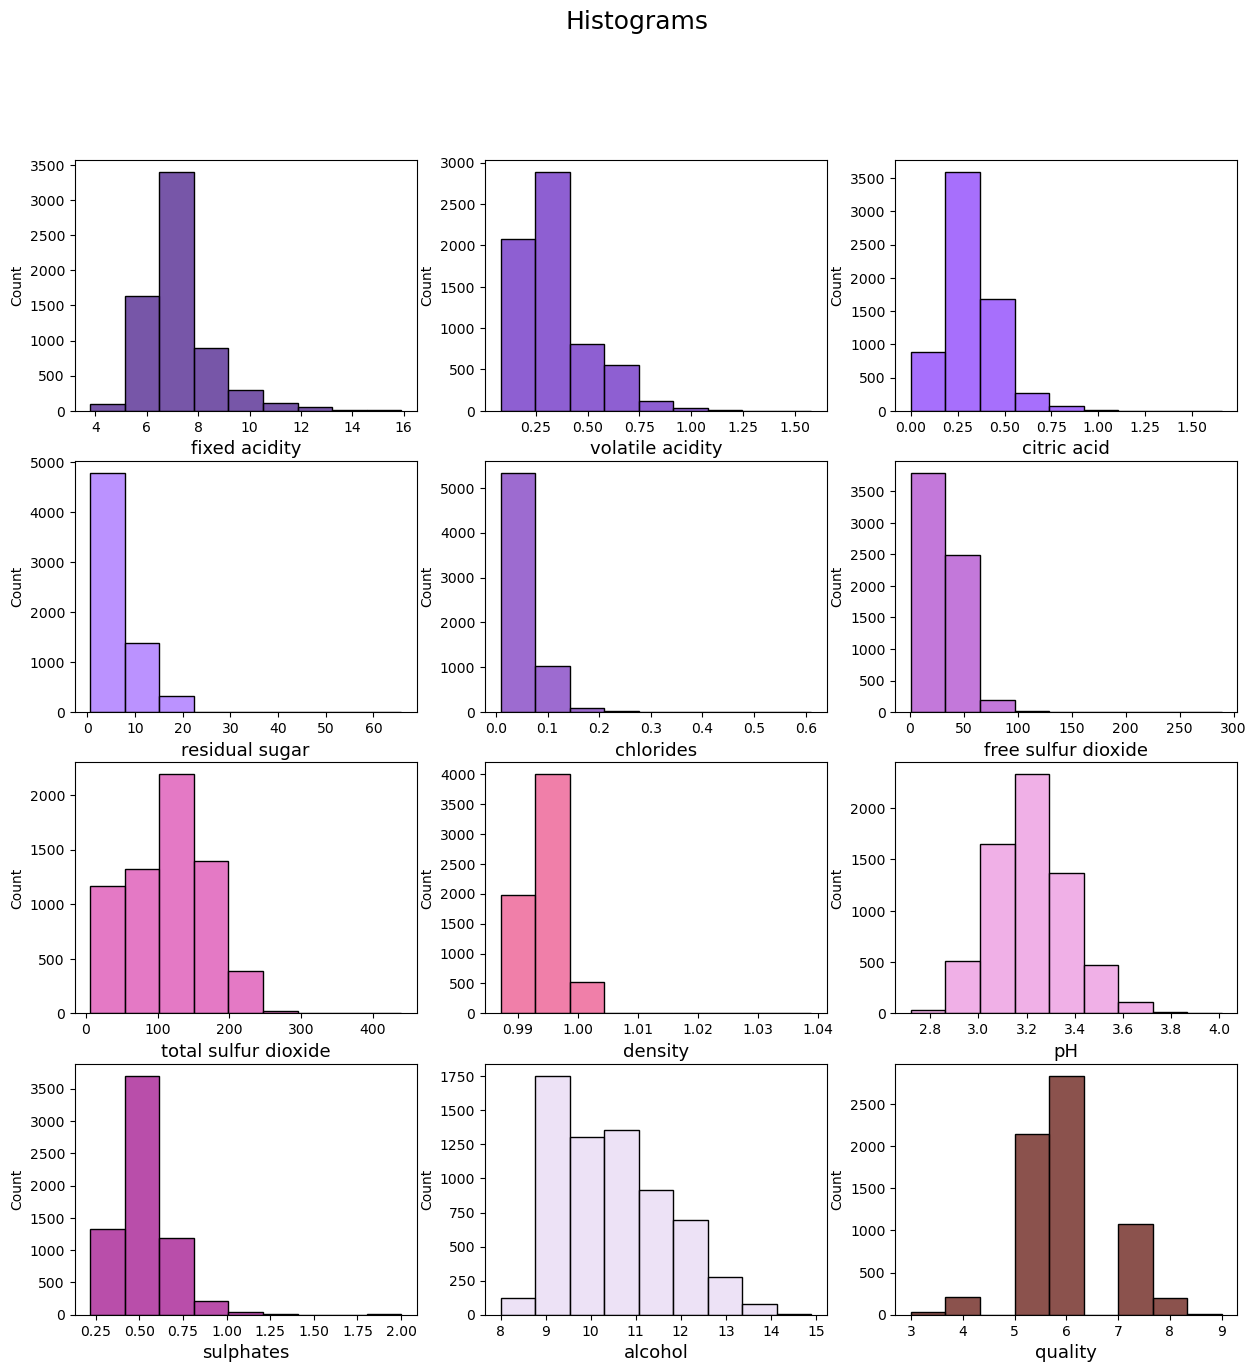 Histograms
3500
3000
2500
2000
1500
1000
500
0
Count
4 6 8 10 12 14 16
fixed acidity
3000
2500
2000
1500
1000
500
0
Count
0.25 0.50 0.75 1.00 1.25 1.50
volatile acidity
3500
3000
2500
2000
1500
1000
500
0
Count
0.00 0.25 0.50 0.75 1.00 1.25 1.50
citric acid
5000
4000
3000
2000
1000
0
Count
0 10 20 30 40 50 60
residual sugar
5000
4000
3000
2000
1000
0
Count
0.0 0.1 0.2 0.3 0.4 0.5 0.6
chlorides
3500
3000
2500
2000
1500
1000
500
0
Count
0 50 100 150 200 250 300
free sulfur dioxide
2000
1500
1000
500
0
Count
0 100 200 300 400
total sulfur dioxide
4000
3500
3000
2500
2000
1500
1000
500
0
Count
0.99 1.00 1.01 1.02 1.03 1.04
density
2000
1500
1000
500
0
Count
2.8 3.0 3.2 3.4 3.6 3.8 4.0
pH
3500
3000
2500
2000
1500
1000
500
0
Count
0.25 0.50 0.75 1.00 1.25 1.50 1.75 2.00
sulphates
1750
1500
1250
1000
750
500
250
0
Count
8 9 10 11 12 13 14 15
alcohol
2500
2000
1500
1000
500
0
Count
3 4 5 6 7 8 9
quality